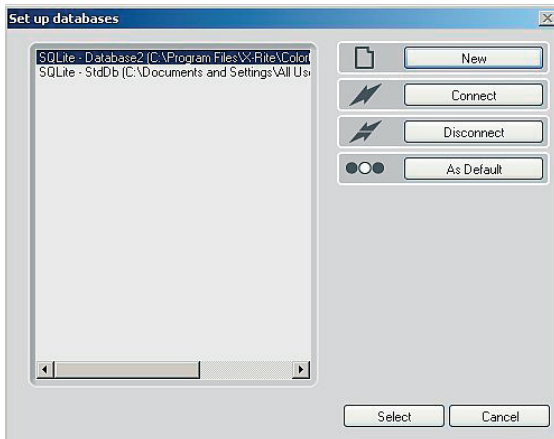 Set up databases
SQLite - Database2 (C:\Program Files\X-Rite\Color
SQLite - StdDb (C:\Documents and Settings\All Use
New
Connect
Disconnect
As Default
Select
Cancel